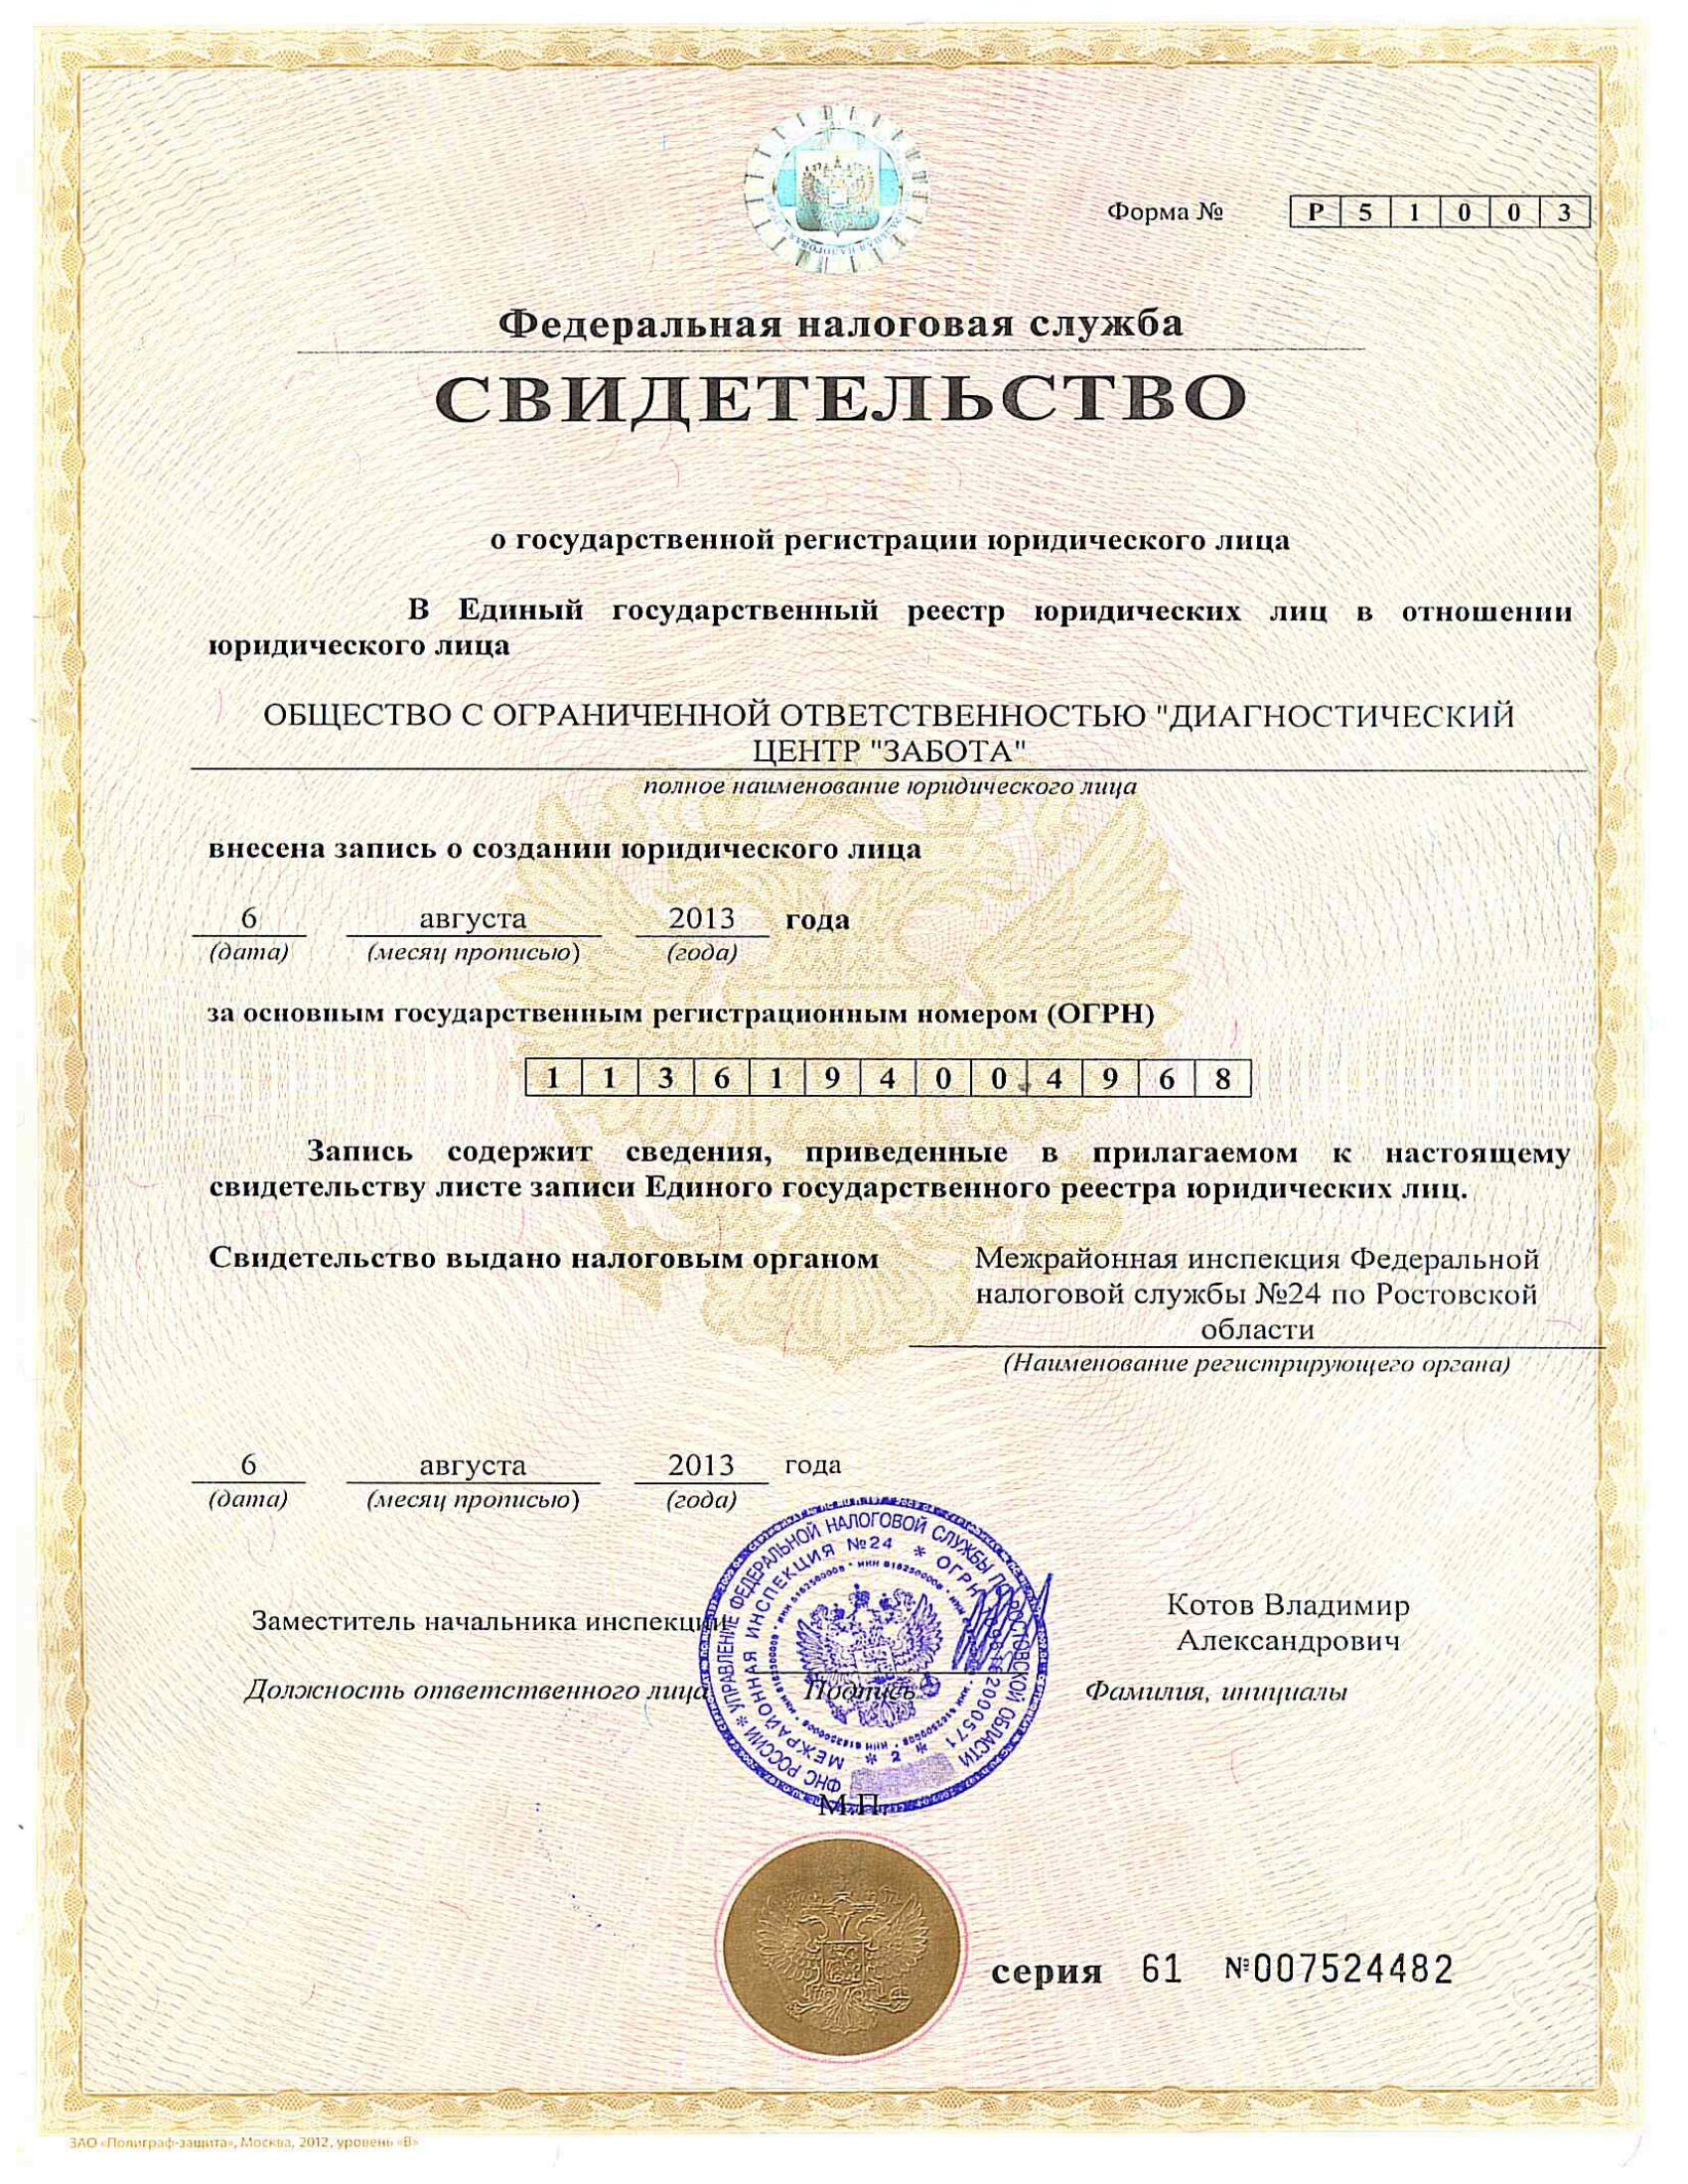 Форма № Р 5 1 0 0 3
Федеральная налоговая служба
СВИДЕТЕЛЬСТВО
о государственной регистрации юридического лица
В Единый государственный реестр юридических лиц в отношении
юридического лица
ОБЩЕСТВО С ОГРАНИЧЕННОЙ ОТВЕТСТВЕННОСТЬЮ "ДИАГНОСТИЧЕСКИЙ
ЦЕНТР "ЗАБОТА"
полное наименование юридического лица
внесена запись о создании юридического лица
6 августа 2013 года
(дата) (месяц прописью) (года)
за основным государственным регистрационным номером (ОГРН)
1 1 3 6 1 9 4 0 0 4 9 6 8
Запись содержит сведения, приведенные в прилагаемом к настоящему
свидетельству листе записи Единого государственного реестра юридических лиц.
Свидетельство выдано налоговым органом
Межрайонная инспекция Федеральной
налоговой службы №24 по Ростовской
области
(Наименование регистрирующего органа)
6 августа 2013 года
(дата) (месяц прописью) (года)
ФНС РОССИИ * УПРАВЛЕНИЕ ФЕДЕРАЛЬНОЙ НАЛОГОВОЙ СЛУЖБЫ ПО РОСТОВСКОЙ ОБЛАСТИ
МЕЖРАЙОННАЯ ИНСПЕКЦИЯ №24 * ОГРН
* 2 *
Заместитель начальника инспекции
Котов Владимир
Александрович
Должность ответственного лица Подпись Фамилия, инициалы
М.П.
серия 61 №007524482
ЗАО «Полиграф-защита», Москва, 2012, уровень «В»